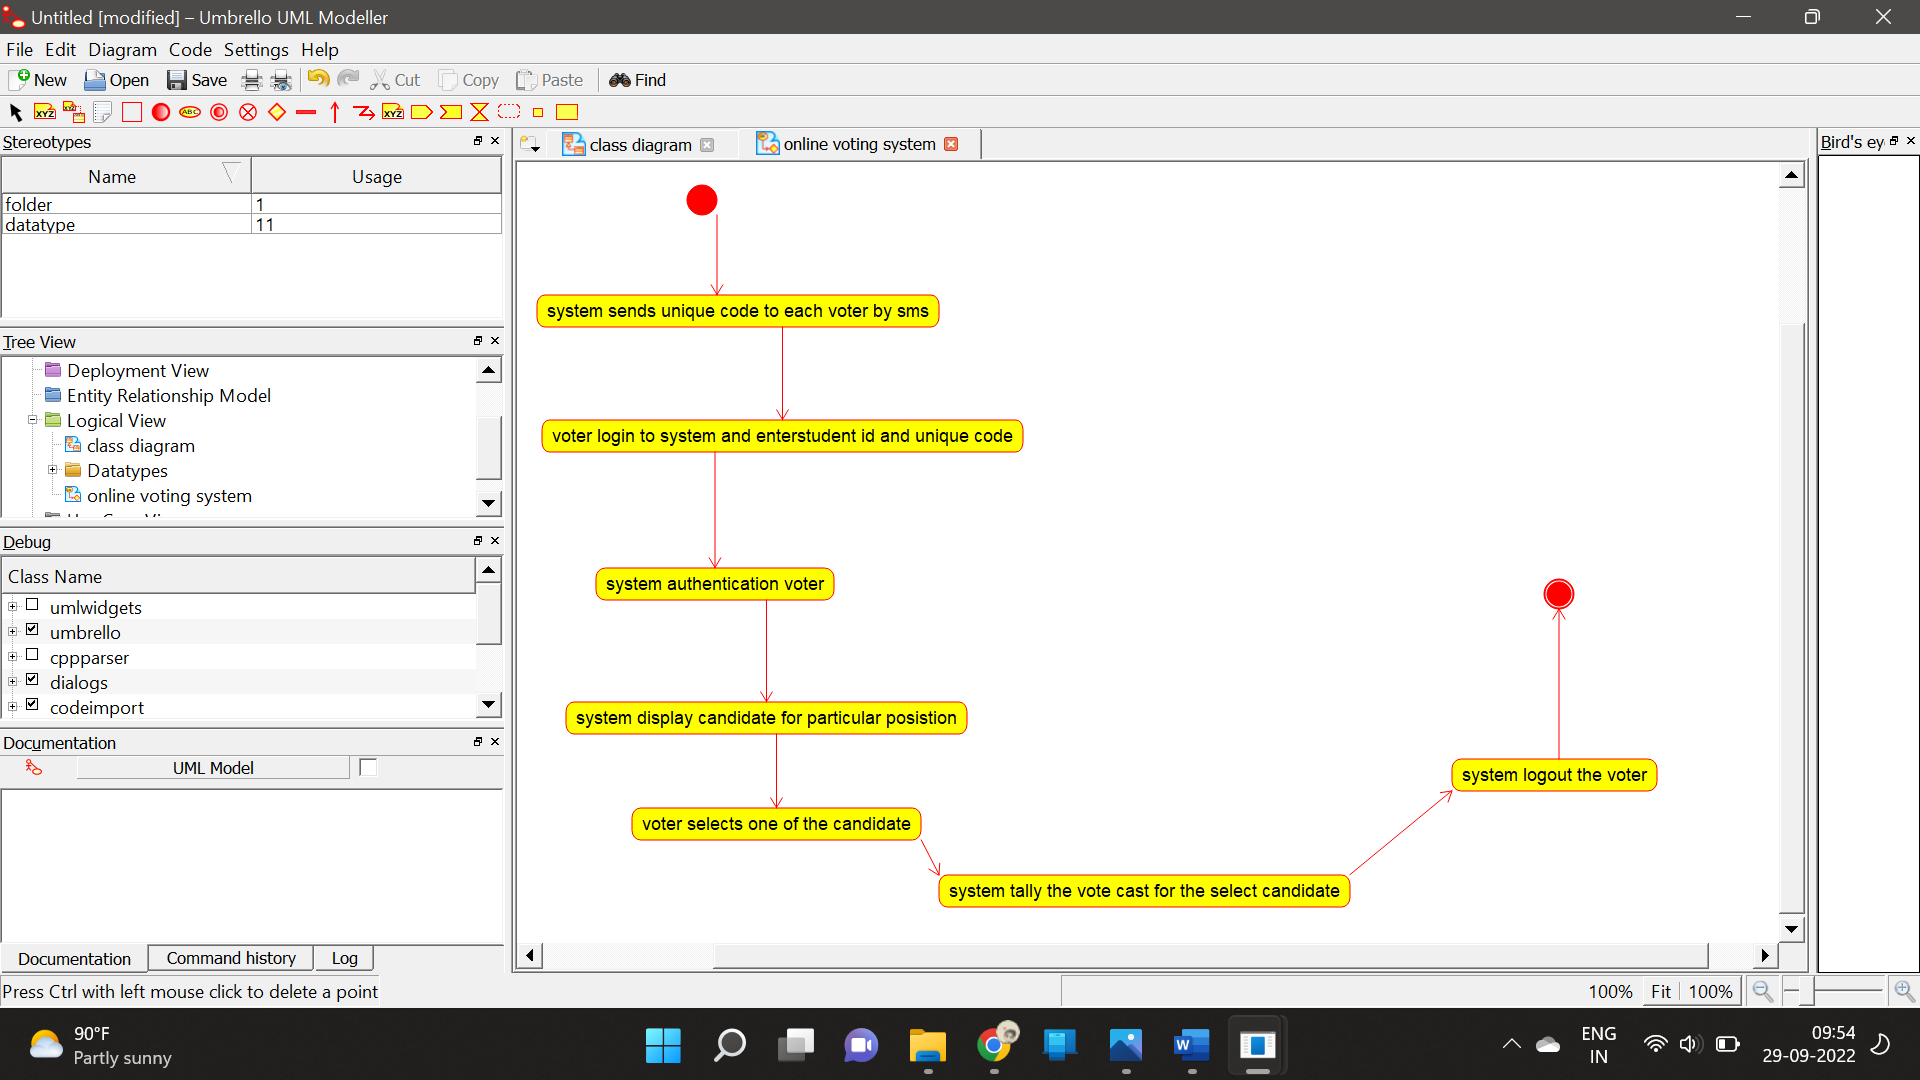 Untitled [modified] – Umbrello UML Modeller
File Edit Diagram Code Settings Help
New Open Save Cut Copy Paste Find
XYZ XYZ ABC XYZ
Stereotypes
Name Usage
folder 1
datatype 11
Tree View
Deployment View
Entity Relationship Model
Logical View
class diagram
Datatypes
online voting system
Debug
Class Name
umlwidgets
umbrello
cppparser
dialogs
codeimport
Documentation
UML Model
Documentation Command history Log
Press Ctrl with left mouse click to delete a point
class diagram online voting system
system sends unique code to each voter by sms
voter login to system and enterstudent id and unique code
system authentication voter
system display candidate for particular posistion
voter selects one of the candidate
system tally the vote cast for the select candidate
system logout the voter
Bird's ey
100% Fit 100%
90°F
Partly sunny
W
ENG
IN
09:54
29-09-2022